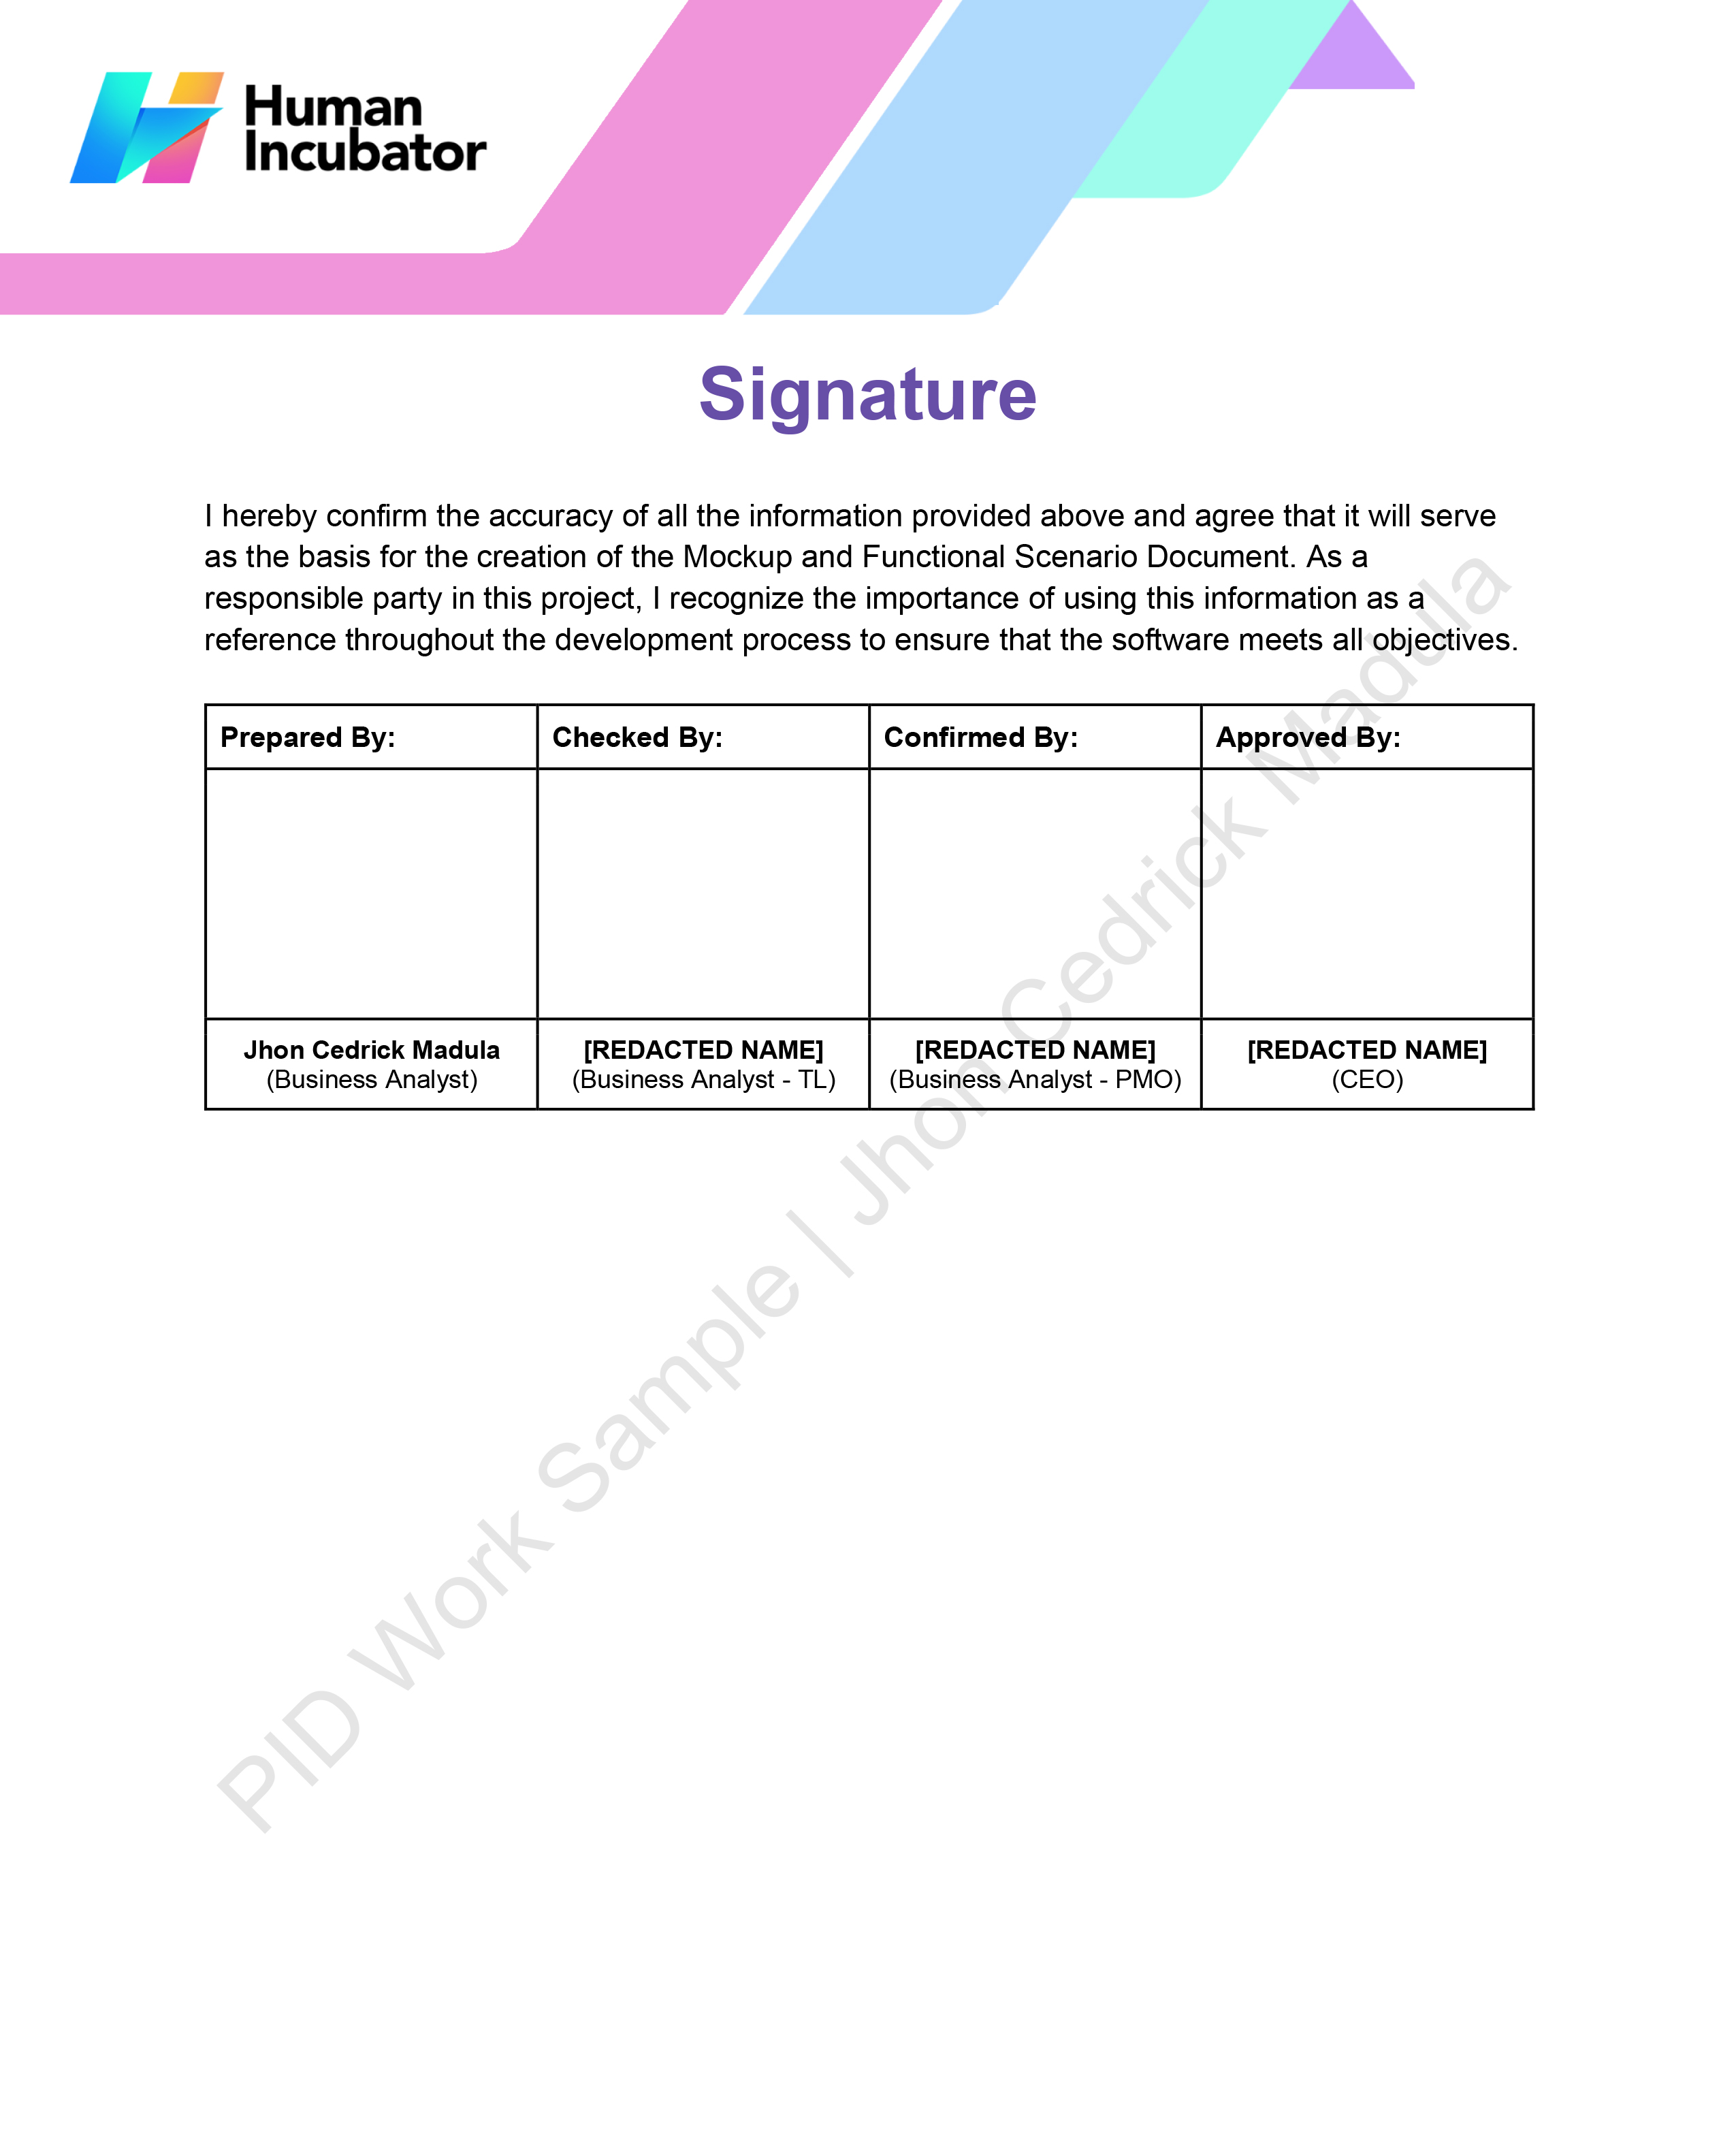 Human
Incubator
Signature
I hereby confirm the accuracy of all the information provided above and agree that it will serve
as the basis for the creation of the Mockup and Functional Scenario Document. As a
responsible party in this project, I recognize the importance of using this information as a
reference throughout the development process to ensure that the software meets all objectives.
Prepared By: Checked By: Confirmed By: Approved By:
Jhon Cedrick Madula [REDACTED NAME] [REDACTED NAME] [REDACTED NAME]
(Business Analyst) (Business Analyst - TL) (Business Analyst - PMO) (CEO)
PID Work Sample | Jhon Cedrick Madulla